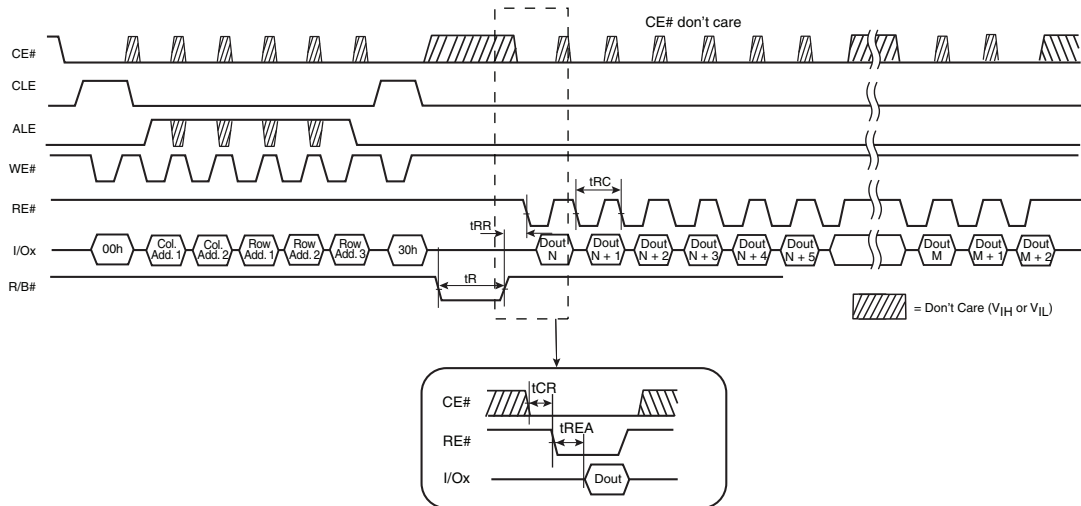 CE# don't care
CE#
CLE
ALE
WE#
tRC
RE#
tRR
I/Ox 00h Col. Add. 1 Col. Add. 2 Row Add. 1 Row Add. 2 Row Add. 3 30h Dout N Dout N + 1 Dout N + 2 Dout N + 3 Dout N + 4 Dout N + 5 Dout M Dout M + 1 Dout M + 2
tR
R/B#
= Don't Care (VIH or VIL)
tCR
CE#
tREA
RE#
I/Ox Dout